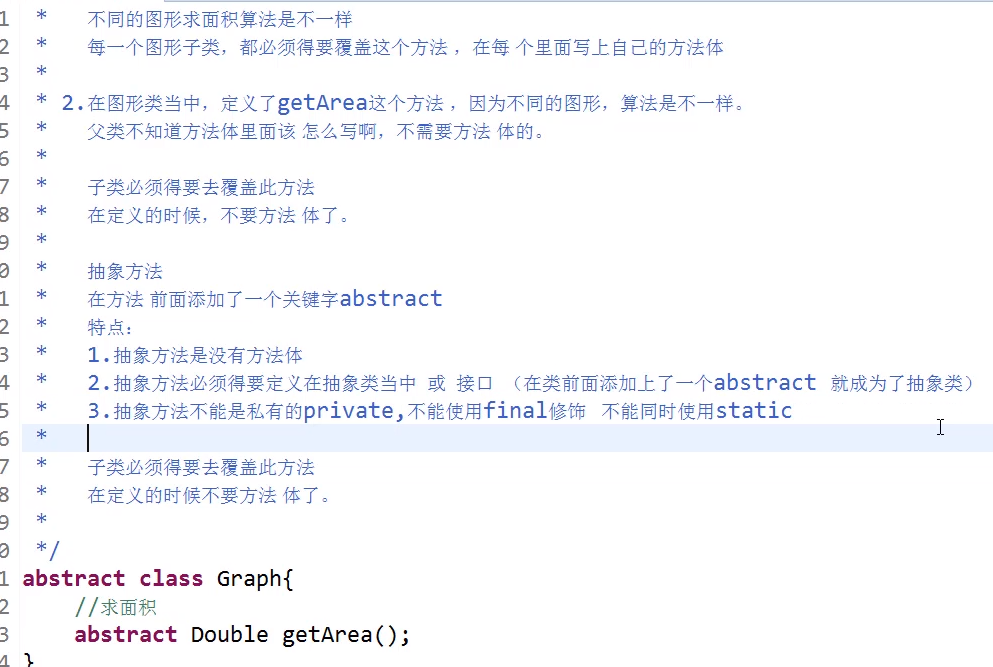 1 * 不同的图形求面积算法是不一样
2 * 每一个图形子类，都必须得要覆盖这个方法 ，在每 个里面写上自己的方法体
3 *
4 * 2.在图形类当中，定义了getArea这个方法 ，因为不同的图形，算法是不一样。
5 * 父类不知道方法体里面该 怎么写啊，不需要方法 体的。
6 *
7 * 子类必须得要去覆盖此方法
8 * 在定义的时候，不要方法 体了。
9 *
0 * 抽象方法
1 * 在方法 前面添加了一个关键字abstract
2 * 特点：
3 * 1.抽象方法是没有方法体
4 * 2.抽象方法必须得要定义在抽象类当中 或 接口 （在类前面添加上了一个abstract 就成为了抽象类）
5 * 3.抽象方法不能是私有的private,不能使用final修饰 不能同时使用static
6 *
7 * 子类必须得要去覆盖此方法
8 * 在定义的时候不要方法 体了。
9 *
0 */
1 abstract class Graph{
2 //求面积
3 abstract Double getArea();
4 }